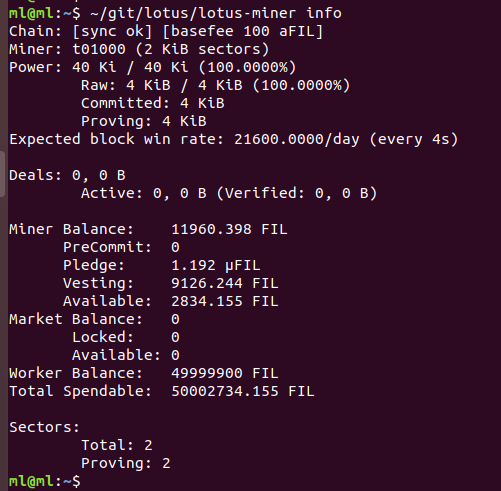 ml@ml:~$ ~/git/lotus/lotus-miner info
Chain: [sync ok] [basefee 100 aFIL]
Miner: t01000 (2 KiB sectors)
Power: 40 Ki / 40 Ki (100.0000%)
        Raw: 4 KiB / 4 KiB (100.0000%)
        Committed: 4 KiB
        Proving: 4 KiB
Expected block win rate: 21600.0000/day (every 4s)

Deals: 0, 0 B
        Active: 0, 0 B (Verified: 0, 0 B)

Miner Balance:    11960.398 FIL
      PreCommit:  0
      Pledge:     1.192 μFIL
      Vesting:    9126.244 FIL
      Available:  2834.155 FIL
Market Balance:   0
       Locked:    0
       Available: 0
Worker Balance:   49999900 FIL
Total Spendable:  50002734.155 FIL

Sectors:
        Total: 2
        Proving: 2
ml@ml:~$